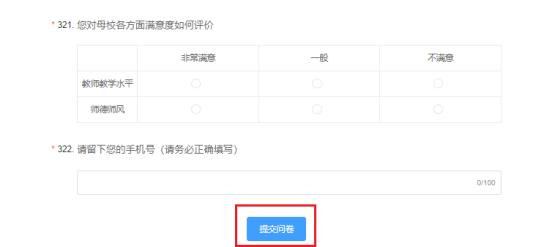 * 321. 您对母校各方面满意度如何评价
非常满意 一般 不满意
教师教学水平
师德师风
* 322. 请留下您的手机号（请务必正确填写）
0/100
提交问卷